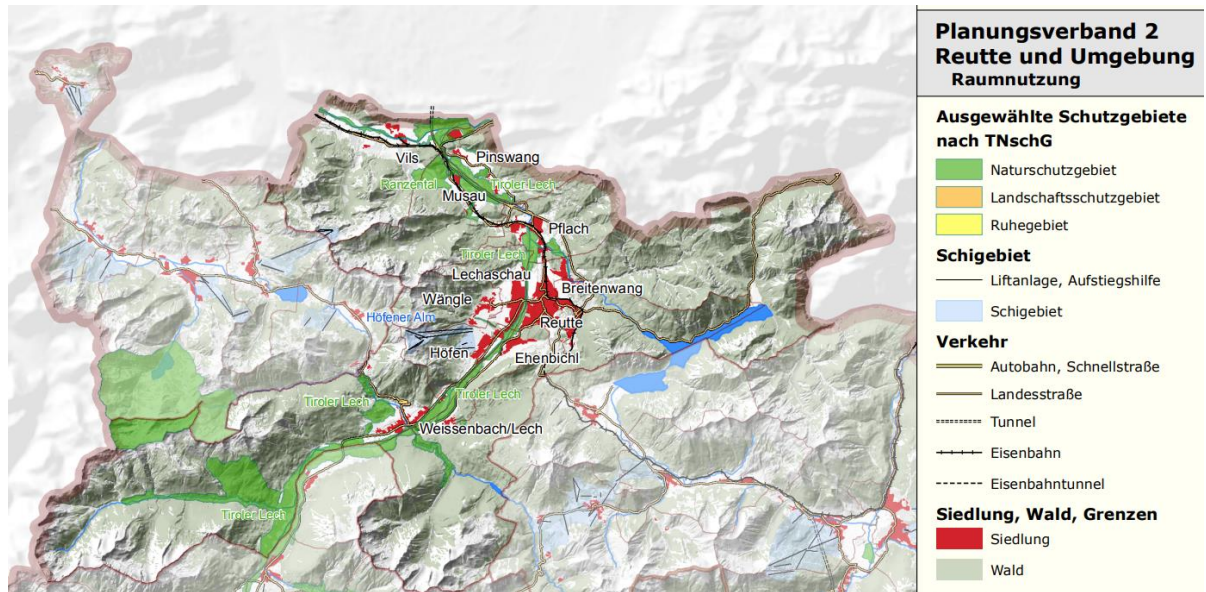 Planungsverband 2
Reutte und Umgebung
Raumnutzung
Ausgewählte Schutzgebiete
nach TNschG
Naturschutzgebiet
Landschaftsschutzgebiet
Ruhegebiet
Schigebiet
Liftanlage, Aufstiegshilfe
Schigebiet
Verkehr
Autobahn, Schnellstraße
Landesstraße
Tunnel
Eisenbahn
Eisenbahntunnel
Siedlung, Wald, Grenzen
Siedlung
Wald
Vils
Pinswang
Ranzental
Tiroler Lech
Musau
Pflach
Tiroler Lech
Lechaschau
Breitenwang
Wängle
Höfener Alm
Reutte
Höfen
Ehenbichl
Tiroler Lech
Tiroler Lech
Weissenbach/Lech
Tiroler Lech